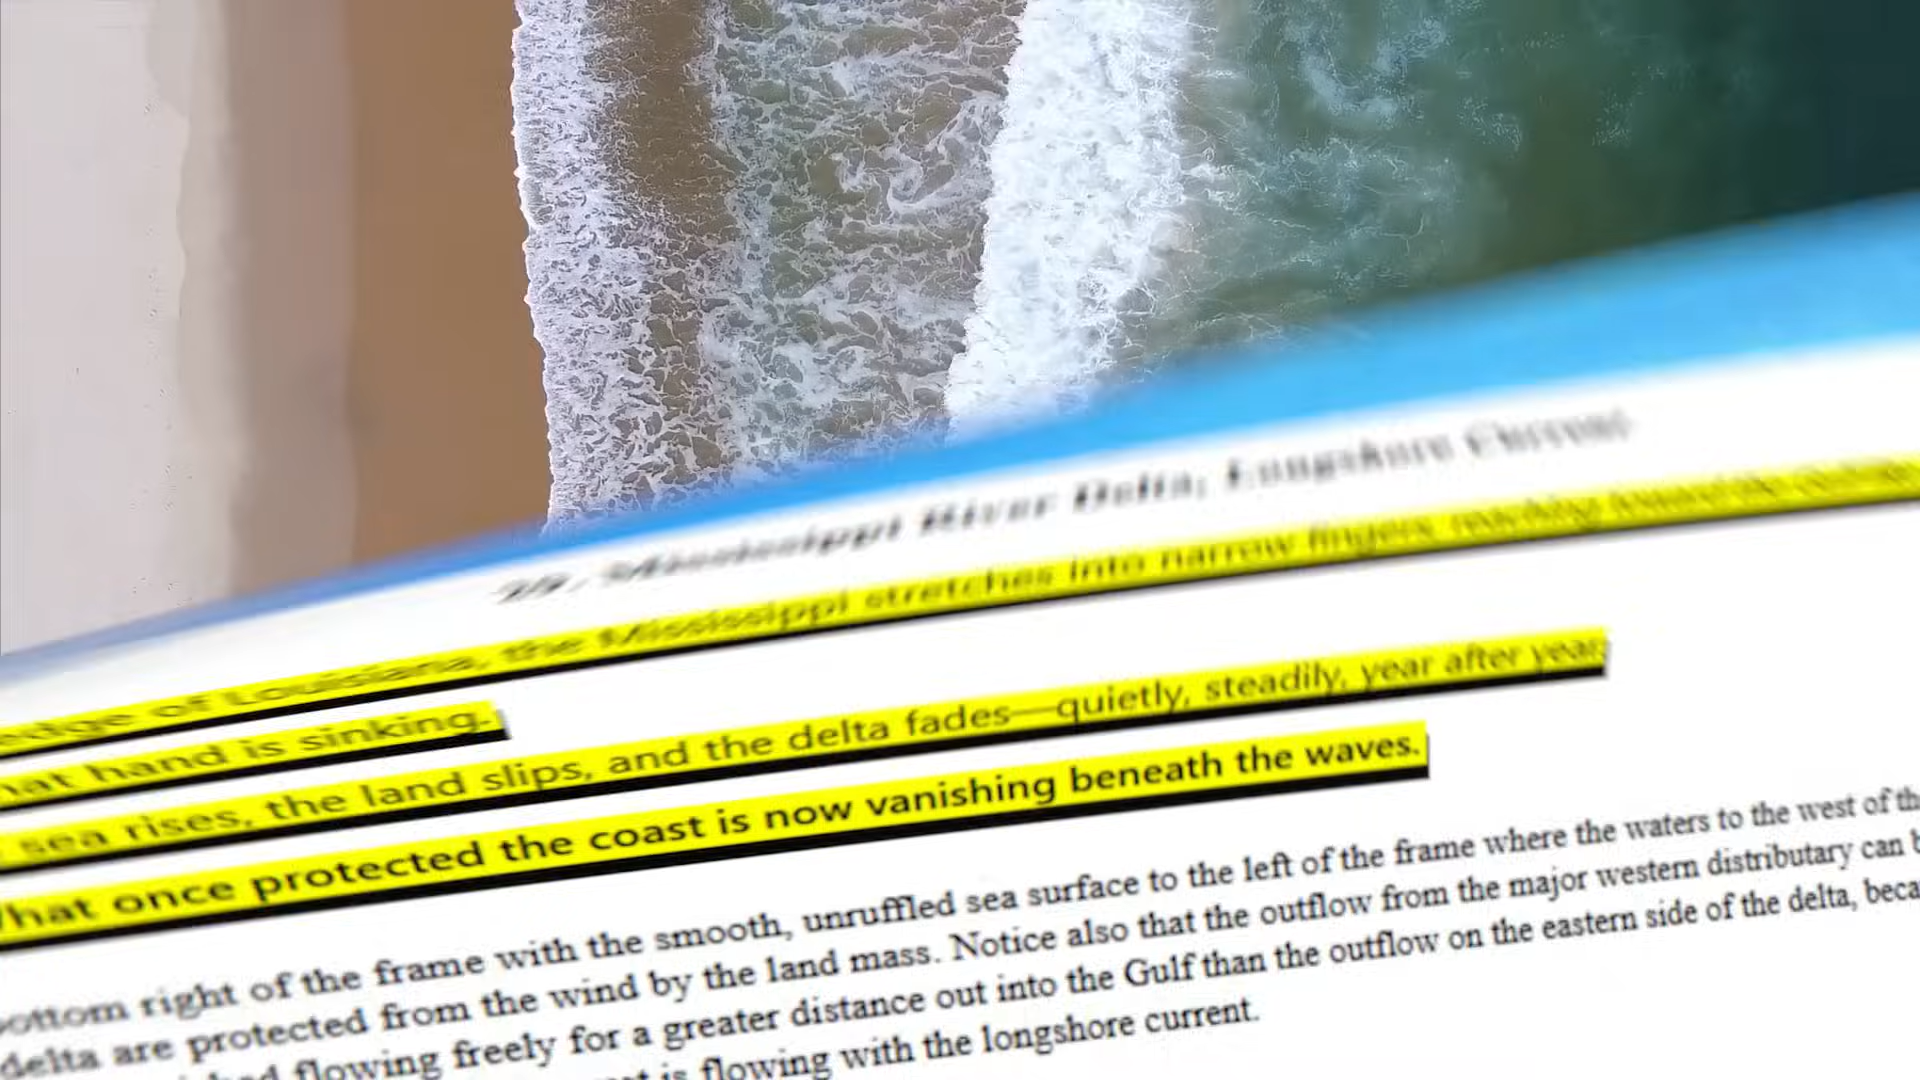 Mississippi River Delta, Longshore Current
edge of Louisiana, the Mississippi stretches into narrow fingers, reaching
hat hand is sinking.
sea rises, the land slips, and the delta fades—quietly, steadily, year after year.
What once protected the coast is now vanishing beneath the waves.
bottom right of the frame with the smooth, unruffled sea surface to the left of the frame where the waters to the west of th
delta are protected from the wind by the land mass. Notice also that the outflow from the major western distributary can b
flowing freely for a greater distance out into the Gulf than the outflow on the eastern side of the delta, beca
is flowing with the longshore current.